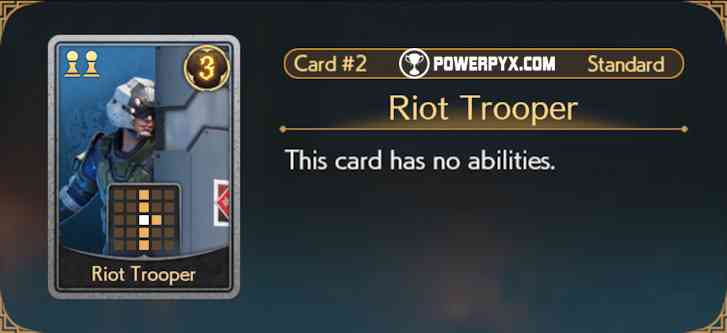 3
Riot Trooper
Card #2 POWERPYX.COM Standard
Riot Trooper
This card has no abilities.